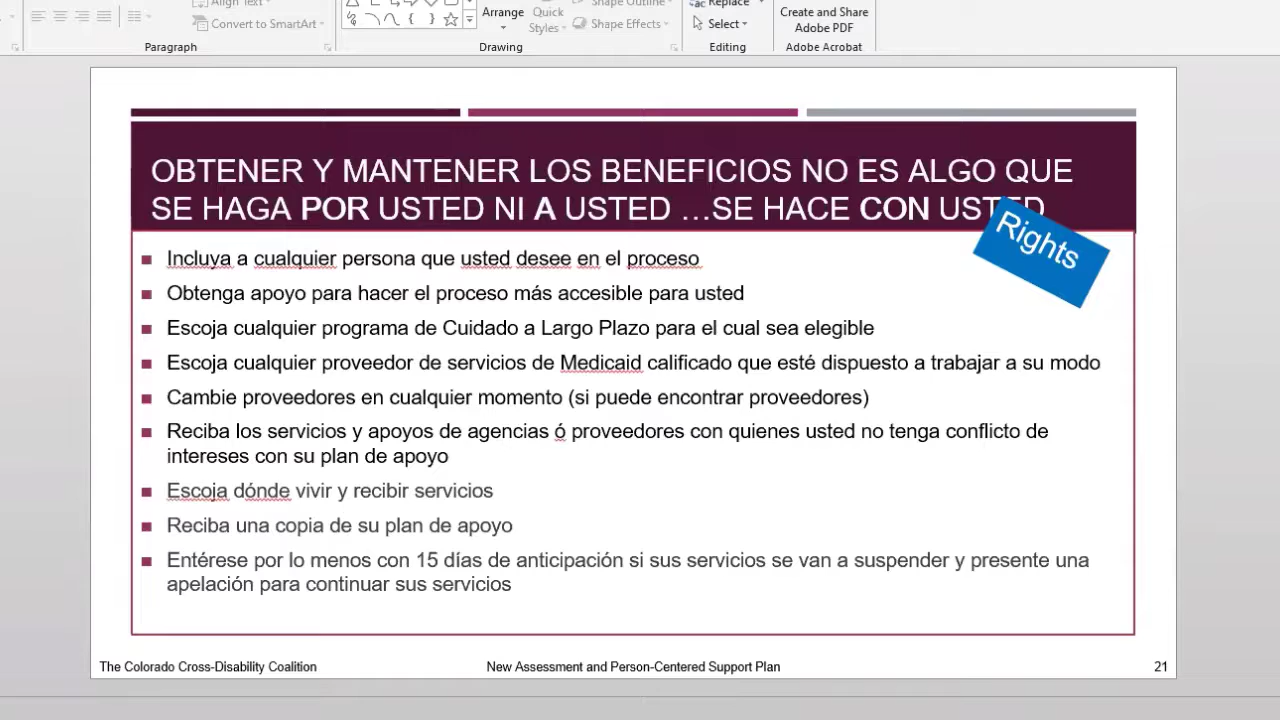 Align Text
Convert to SmartArt
Paragraph
Arrange
Quick
Styles
Shape Outline
Shape Effects
Drawing
Replace
Select
Editing
Create and Share
Adobe PDF
Adobe Acrobat
OBTENER Y MANTENER LOS BENEFICIOS NO ES ALGO QUE
SE HAGA POR USTED NI A USTED …SE HACE CON USTED
Rights
Incluya a cualquier persona que usted desee en el proceso
Obtenga apoyo para hacer el proceso más accesible para usted
Escoja cualquier programa de Cuidado a Largo Plazo para el cual sea elegible
Escoja cualquier proveedor de servicios de Medicaid calificado que esté dispuesto a trabajar a su modo
Cambie proveedores en cualquier momento (si puede encontrar proveedores)
Reciba los servicios y apoyos de agencias ó proveedores con quienes usted no tenga conflicto de
intereses con su plan de apoyo
Escoja dónde vivir y recibir servicios
Reciba una copia de su plan de apoyo
Entérese por lo menos con 15 días de anticipación si sus servicios se van a suspender y presente una
apelación para continuar sus servicios
The Colorado Cross-Disability Coalition
New Assessment and Person-Centered Support Plan
21